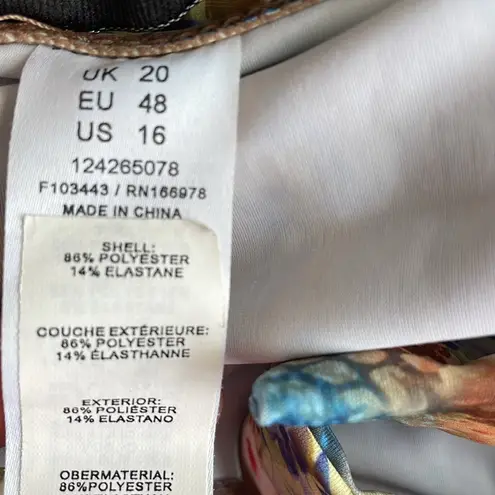 UK 20
EU 48
US 16
124265078
F103443 / RN166978
MADE IN CHINA
SHELL:
86% POLYESTER
14% ELASTANE
COUCHE EXTÉRIEURE:
86% POLYESTER
14% ÉLASTHANNE
EXTERIOR:
86% POLIÉSTER
14% ELASTANO
OBERMATERIAL:
86%POLYESTER